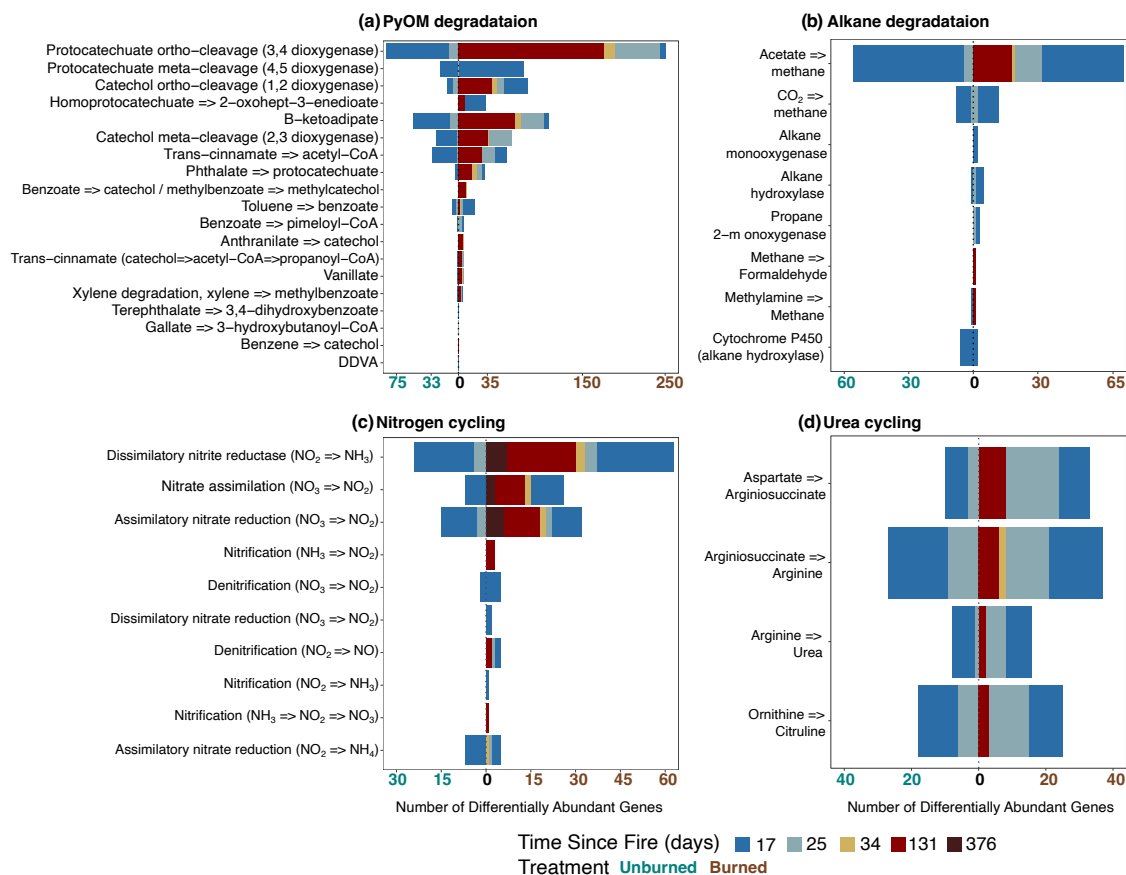 (a) PyOM degradataion
Protocatechuate ortho-cleavage (3,4 dioxygenase)
Protocatechuate meta-cleavage (4,5 dioxygenase)
Catechol ortho-cleavage (1,2 dioxygenase)
Homoprotocatechuate => 2-oxohept-3-enedioate
B-ketoadipate
Catechol meta-cleavage (2,3 dioxygenase)
Trans-cinnamate => acetyl-CoA
Phthalate => protocatechuate
Benzoate => catechol / methylbenzoate => methylcatechol
Toluene => benzoate
Benzoate => pimeloyl-CoA
Anthranilate => catechol
Trans-cinnamate (catechol=>acetyl-CoA=>propanoyl-CoA)
Vanillate
Xylene degradation, xylene => methylbenzoate
Terephthalate => 3,4-dihydroxybenzoate
Gallate => 3-hydroxybutanoyl-CoA
Benzene => catechol
DDVA
75 33 0 35 150 250
(b) Alkane degradataion
Acetate =>
methane
CO₂ =>
methane
Alkane
monooxygenase
Alkane
hydroxylase
Propane
2-m onoxygenase
Methane =>
Formaldehyde
Methylamine =>
Methane
Cytochrome P450
(alkane hydroxylase)
60 30 0 30 65
(c) Nitrogen cycling
Dissimilatory nitrite reductase (NO₂ => NH₃)
Nitrate assimilation (NO₃ => NO₂)
Assimilatory nitrate reduction (NO₃ => NO₂)
Nitrification (NH₃ => NO₂)
Denitrification (NO₃ => NO₂)
Dissimilatory nitrate reduction (NO₃ => NO₂)
Denitrification (NO₂ => NO)
Nitrification (NO₂ => NH₃)
Nitrification (NH₃ => NO₂ => NO₃)
Assimilatory nitrate reduction (NO₂ => NH₄)
30 15 0 15 30 45 60
Number of Differentially Abundant Genes
(d) Urea cycling
Aspartate =>
Arginiosuccinate
Arginiosuccinate =>
Arginine
Arginine =>
Urea
Ornithine =>
Citruline
40 20 0 20 40
Number of Differentially Abundant Genes
Time Since Fire (days) 17 25 34 131 376
Treatment Unburned Burned